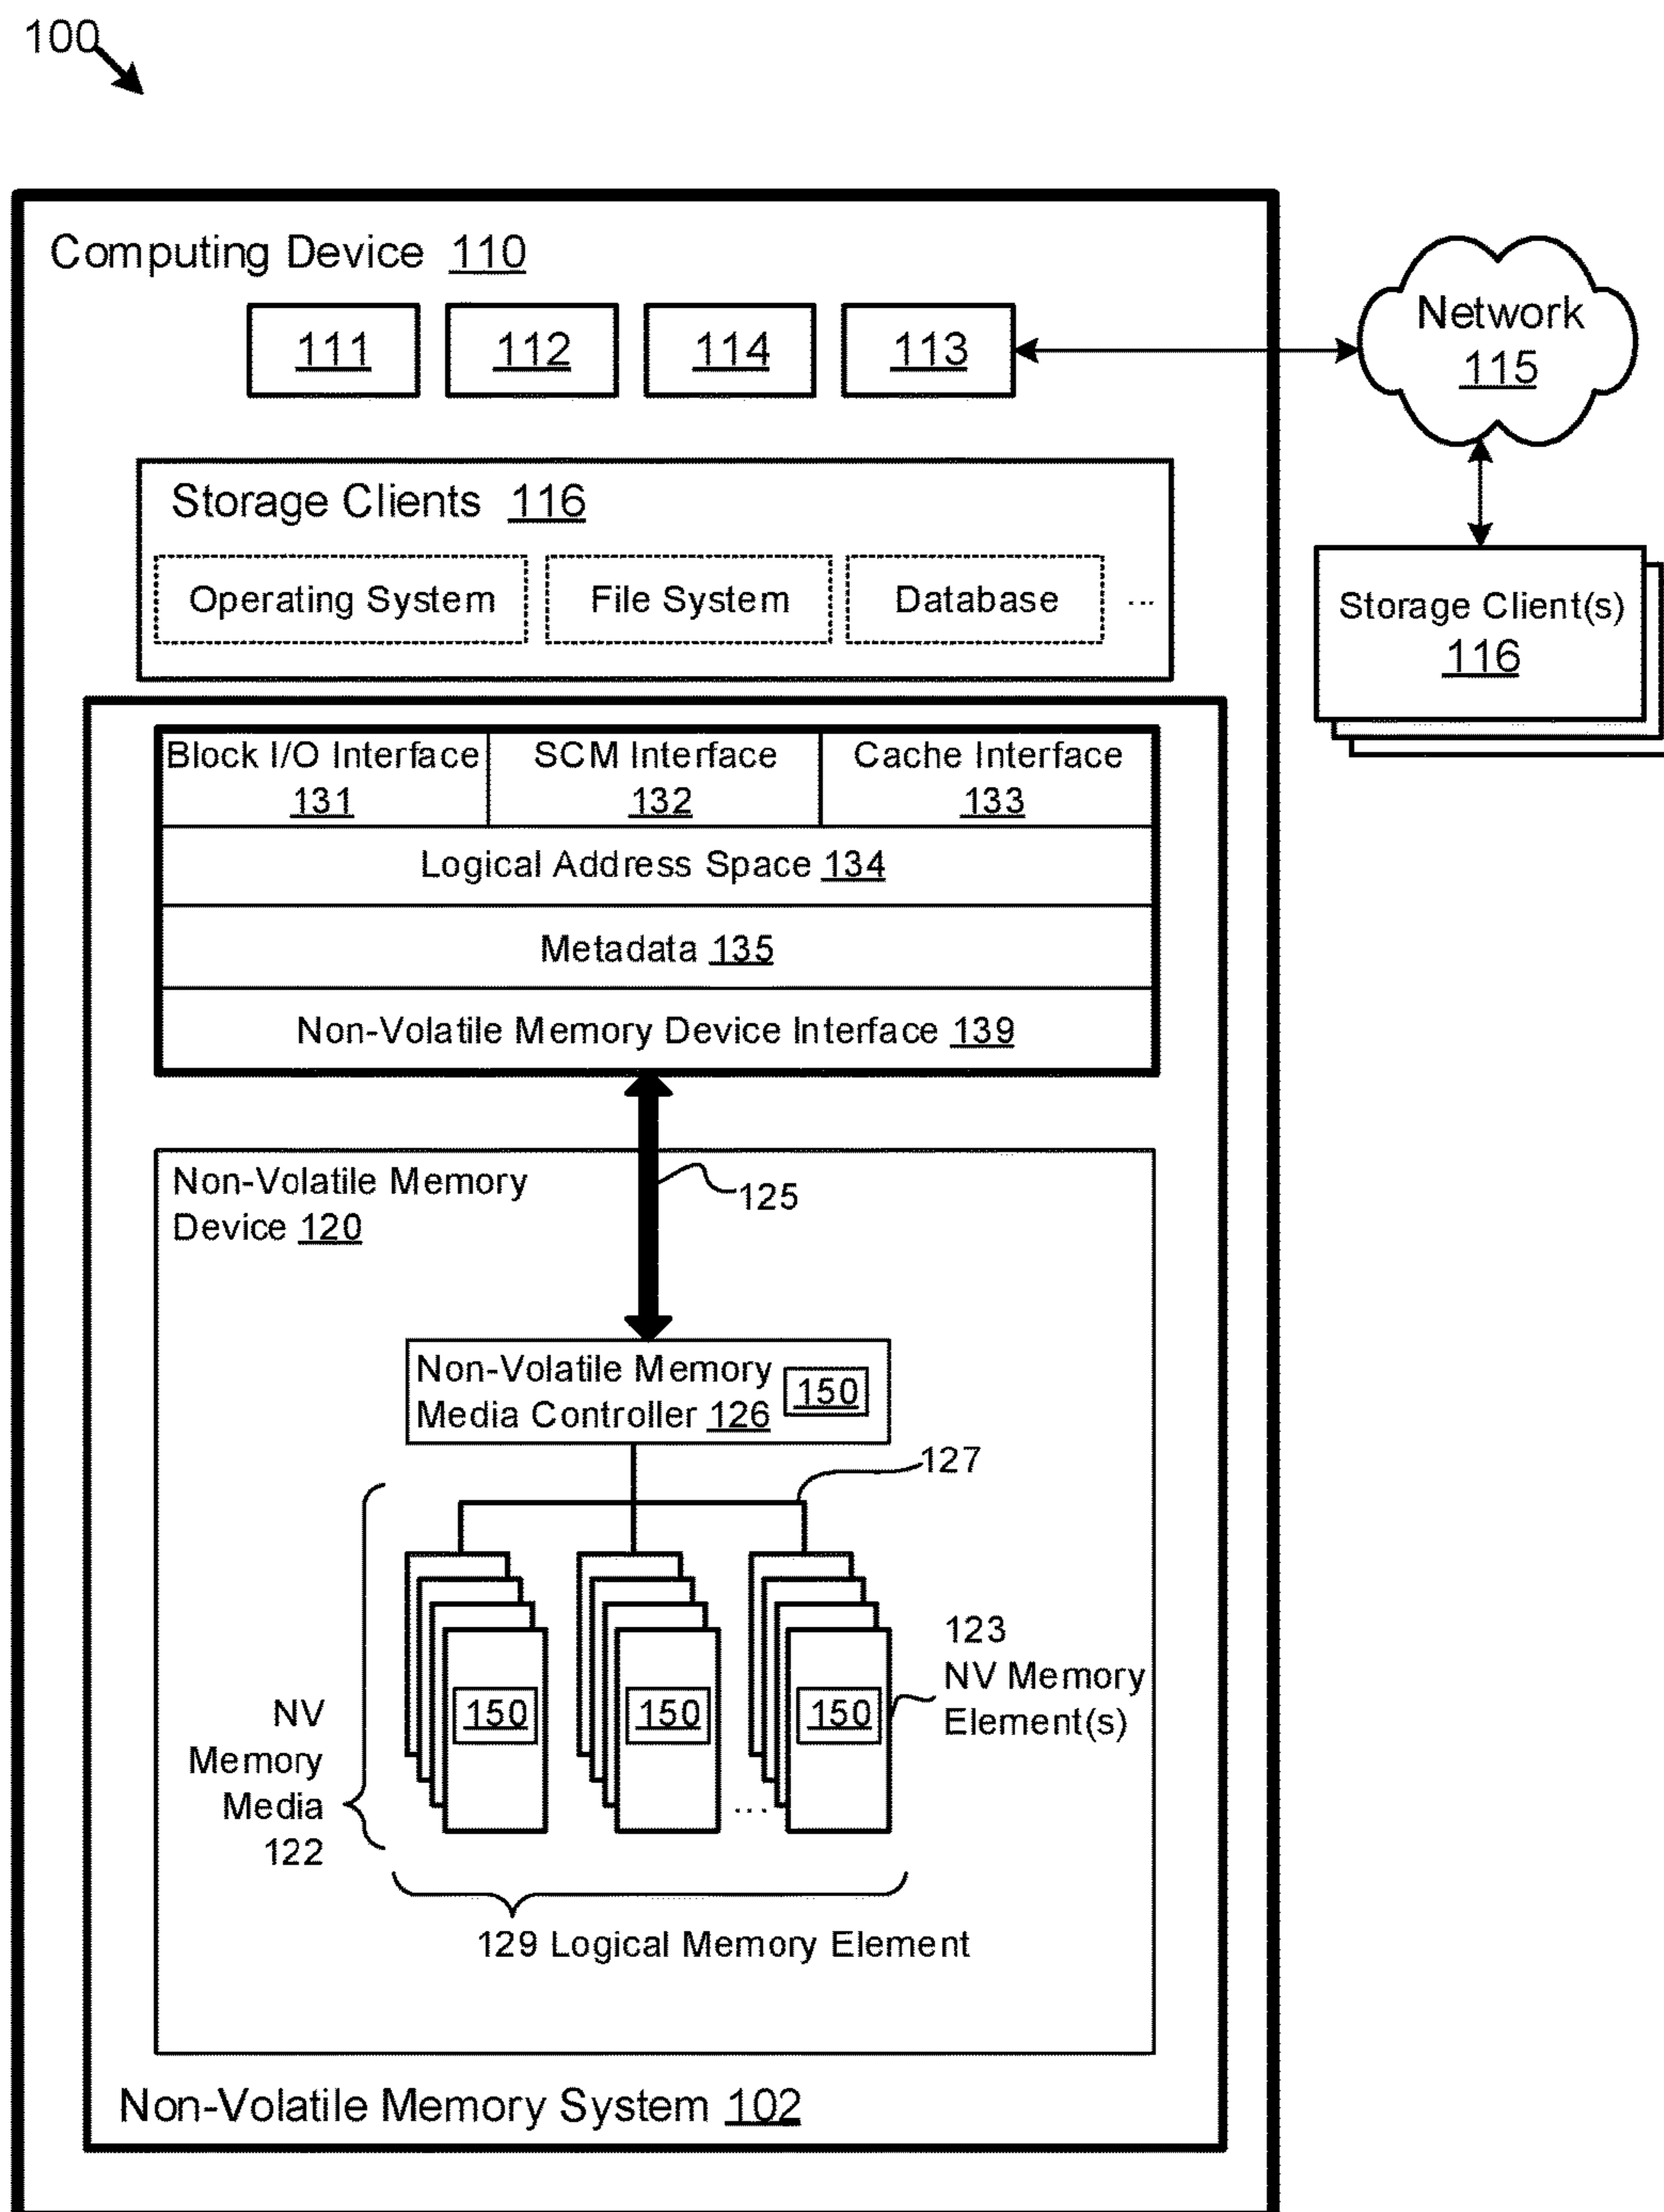 100
Computing Device 110
111
112
114
113
Network
115
Storage Clients 116
Operating System
File System
Database
...
Storage Client(s)
116
Block I/O Interface
131
SCM Interface
132
Cache Interface
133
Logical Address Space 134
Metadata 135
Non-Volatile Memory Device Interface 139
Non-Volatile Memory
Device 120
125
Non-Volatile Memory
Media Controller 126
150
127
123
NV Memory
Element(s)
150
150
150
...
NV
Memory
Media
122
129 Logical Memory Element
Non-Volatile Memory System 102